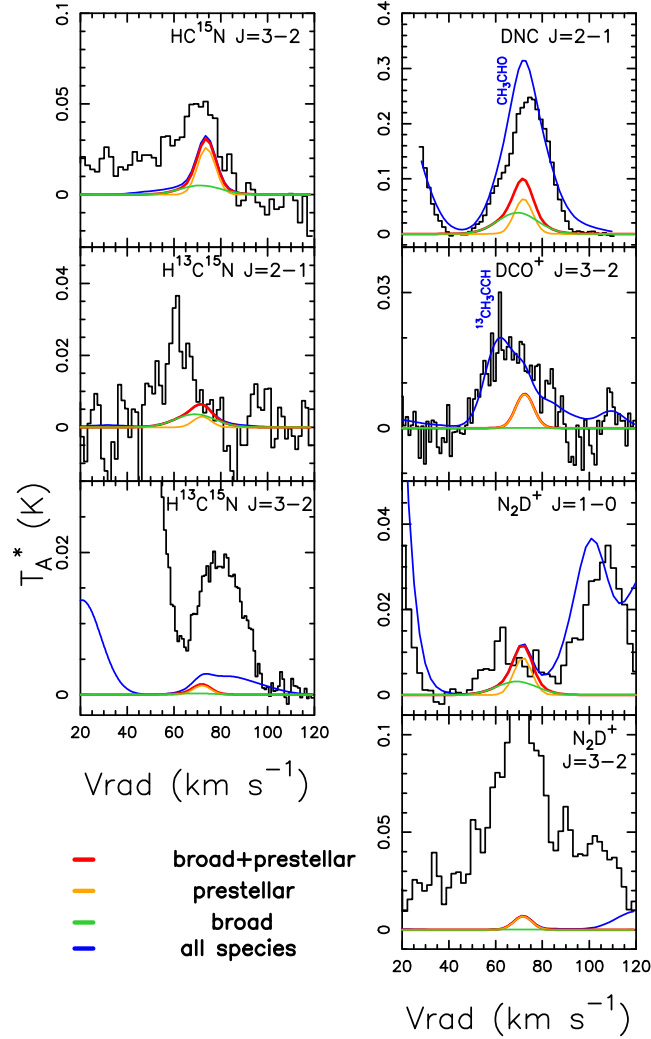 HC¹⁵N J=3−2
0.1
0.05
0
H¹³C¹⁵N J=2−1
0.04
0.02
0
H¹³C¹⁵N J=3−2
0.02
0
20 40 60 80 100 120
Vrad (km s⁻¹)
T_A* (K)
DNC J=2−1
CH₃CHO
0.4
0.3
0.2
0.1
0
DCO⁺ J=3−2
¹³CH₃CCH
0.03
0
N₂D⁺ J=1−0
0.04
0.02
0
N₂D⁺
J=3−2
0.1
0.05
0
20 40 60 80 100 120
Vrad (km s⁻¹)
broad+prestellar
prestellar
broad
all species